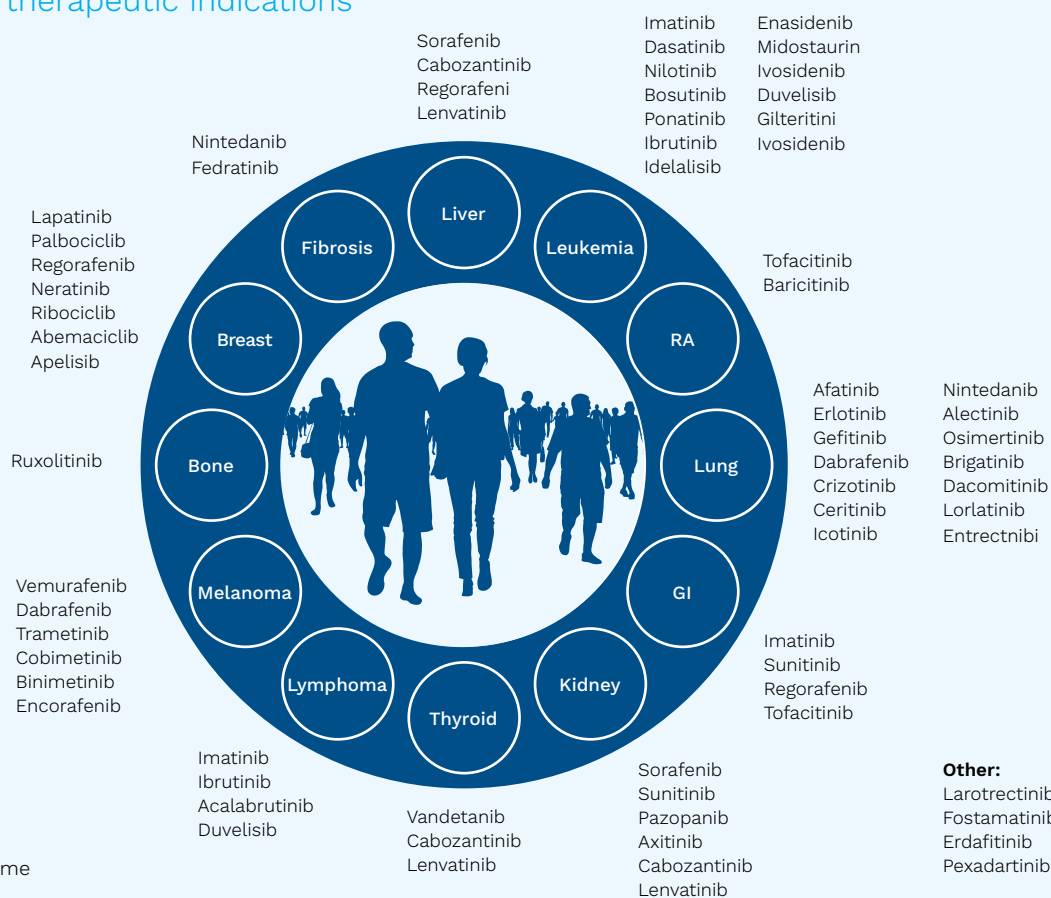 therapeutic indications
Sorafenib
Cabozantinib
Regorafeni
Lenvatinib
Imatinib
Dasatinib
Nilotinib
Bosutinib
Ponatinib
Ibrutinib
Idelalisib
Enasidenib
Midostaurin
Ivosidenib
Duvelisib
Gilteritini
Ivosidenib
Nintedanib
Fedratinib
Lapatinib
Palbociclib
Regorafenib
Neratinib
Ribociclib
Abemaciclib
Apelisib
Tofacitinib
Baricitinib
Liver
Fibrosis
Leukemia
Breast
RA
Bone
Lung
Melanoma
GI
Lymphoma
Kidney
Thyroid
Ruxolitinib
Afatinib
Erlotinib
Gefitinib
Dabrafenib
Crizotinib
Ceritinib
Icotinib
Nintedanib
Alectinib
Osimertinib
Brigatinib
Dacomitinib
Lorlatinib
Entrectnibi
Vemurafenib
Dabrafenib
Trametinib
Cobimetinib
Binimetinib
Encorafenib
Imatinib
Sunitinib
Regorafenib
Tofacitinib
Imatinib
Ibrutinib
Acalabrutinib
Duvelisib
Vandetanib
Cabozantinib
Lenvatinib
Sorafenib
Sunitinib
Pazopanib
Axitinib
Cabozantinib
Lenvatinib
Other:
Larotrectinib
Fostamatinib
Erdafitinib
Pexadartinib
me